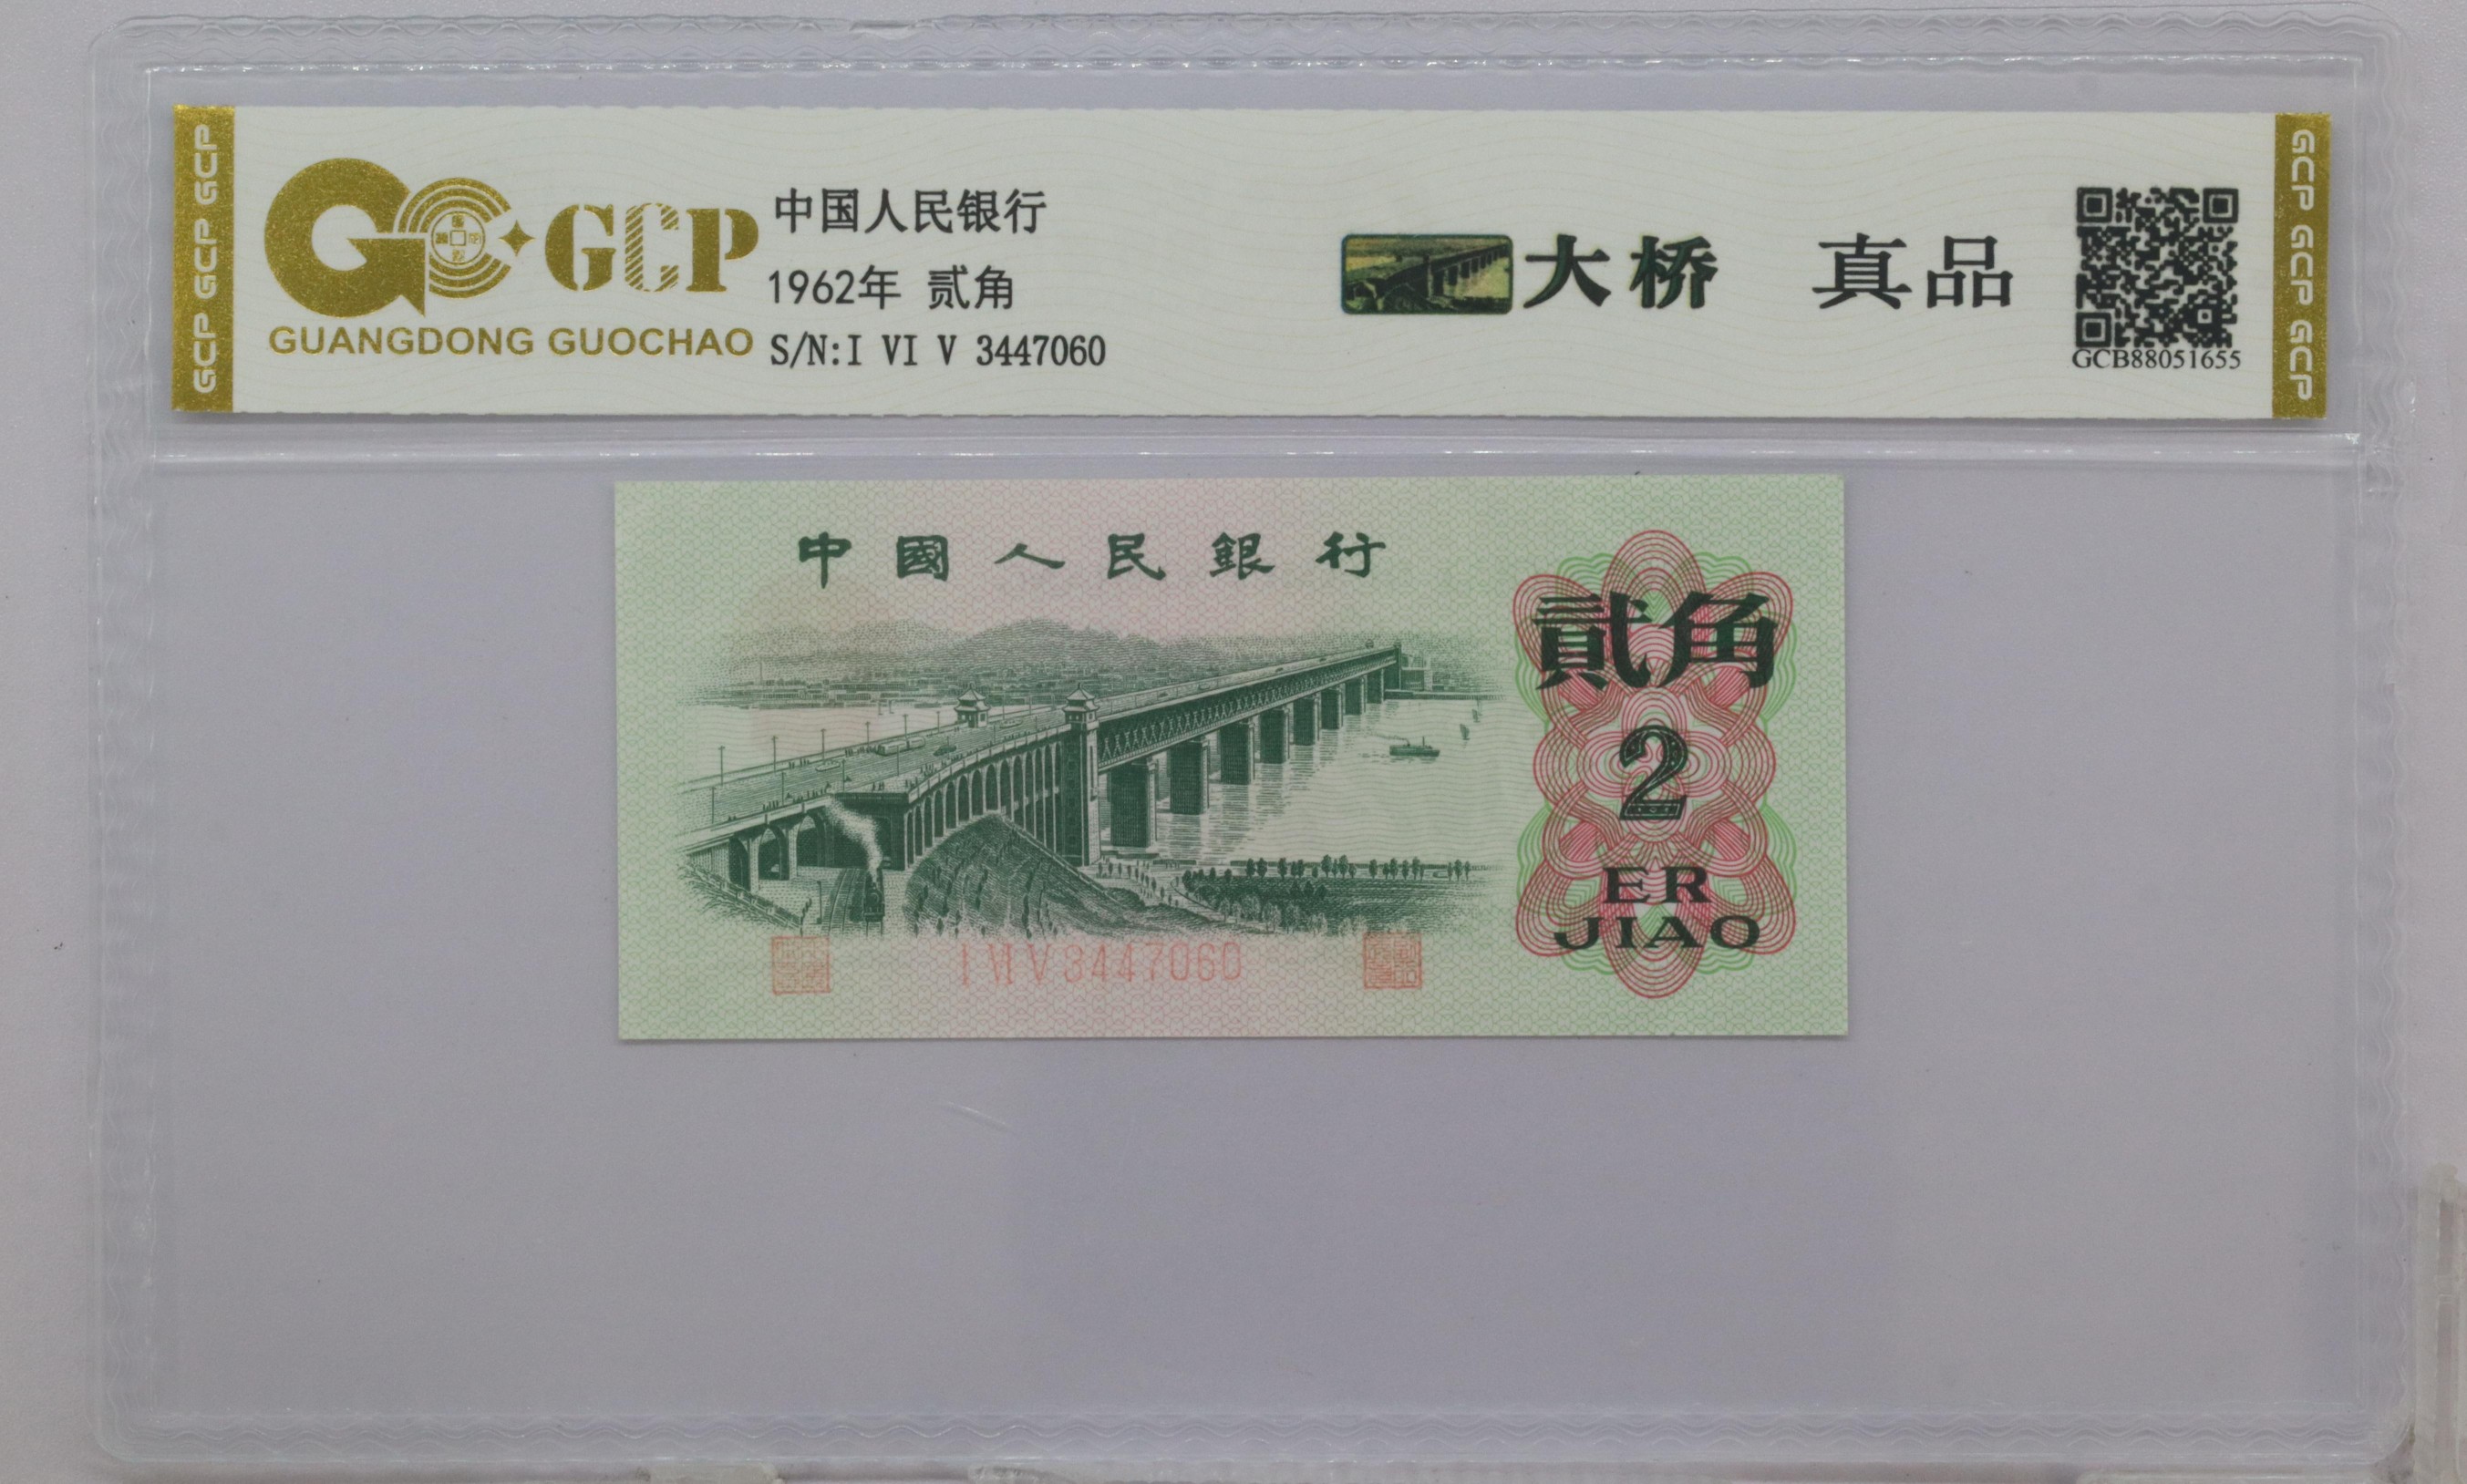 GCP GCP GCP
GCP
GUANGDONG GUOCHAO
中国人民银行
1962年 贰角
S/N:I VI V 3447060
大桥 真品
GCB88051655
GCP GCP GCP
中國人民銀行
貳角
2
ER
JIAO
I VI V 3447060